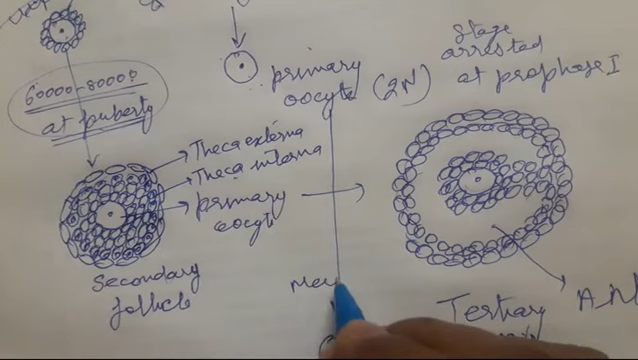 60000-80000
at puberty
primary
oocyte (2N)
Stage
arrested
at prophase I
Theca externa
Theca interna
primary
oocyte
Secondary
follicle
Mei
Tertiary